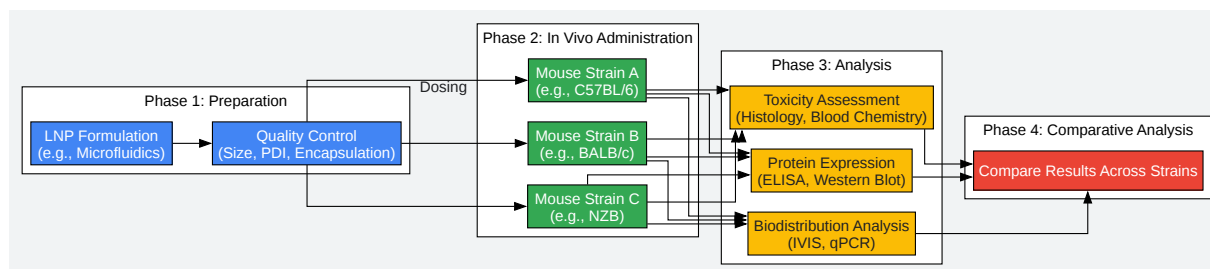 Phase 1: Preparation
LNP Formulation
(e.g., Microfluidics)
Quality Control
(Size, PDI, Encapsulation)
Dosing
Phase 2: In Vivo Administration
Mouse Strain A
(e.g., C57BL/6)
Mouse Strain B
(e.g., BALB/c)
Mouse Strain C
(e.g., NZB)
Phase 3: Analysis
Toxicity Assessment
(Histology, Blood Chemistry)
Protein Expression
(ELISA, Western Blot)
Biodistribution Analysis
(IVIS, qPCR)
Phase 4: Comparative Analysis
Compare Results Across Strains